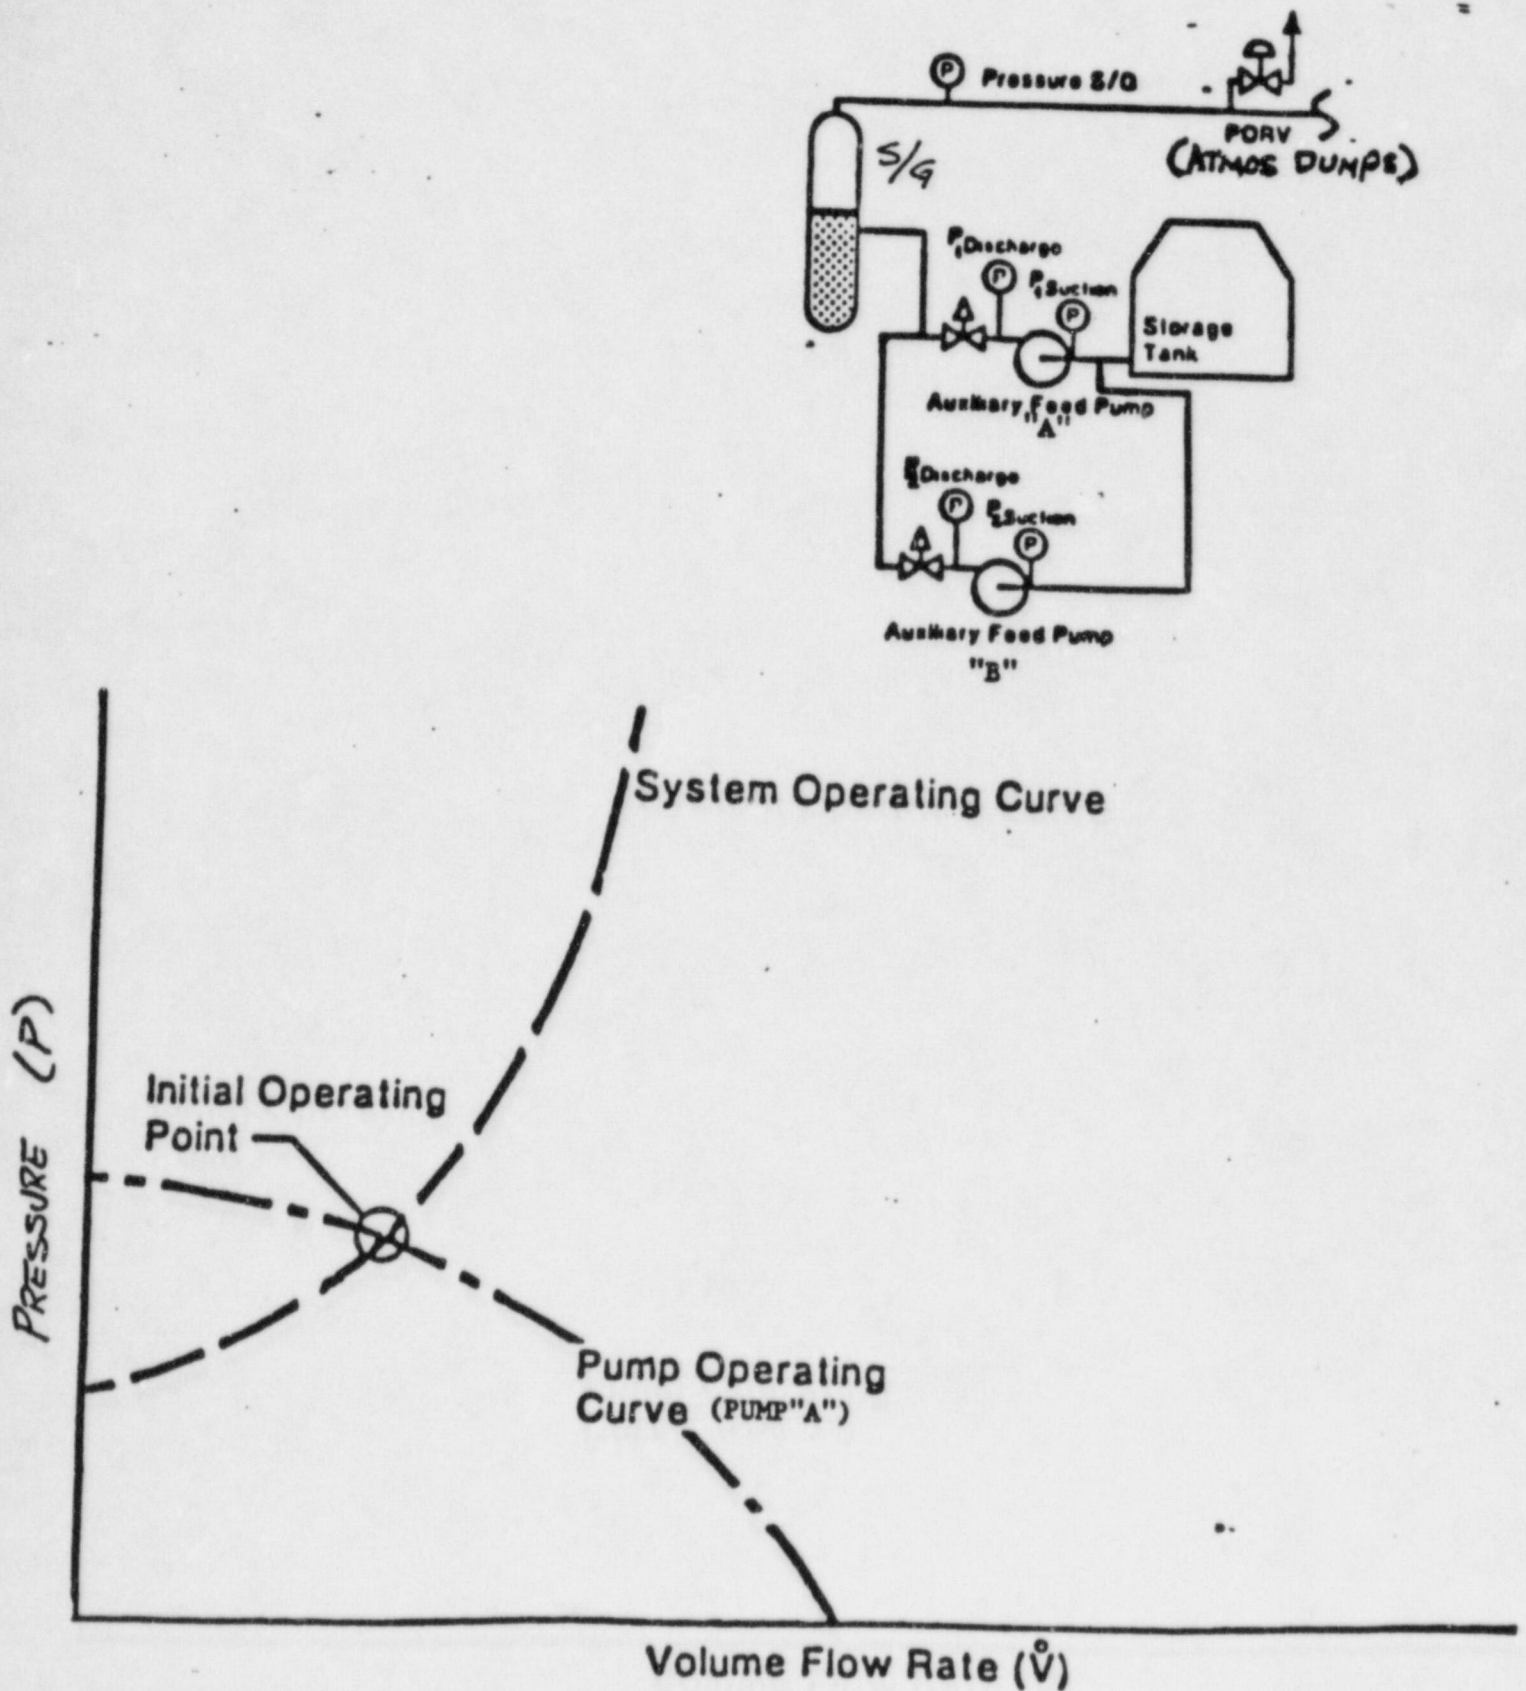 P Pressure S/G
PORV
(ATMOS DUMPS)
S/G
P₁ Discharge
P
P₁ Suction
P
Storage
Tank
Auxiliary Feed Pump
"A"
Discharge
P
P₂ Suction
P
Auxiliary Feed Pump
"B"
System Operating Curve
Initial Operating
Point
PRESSURE (P)
Pump Operating
Curve (PUMP"A")
Volume Flow Rate (V̊)